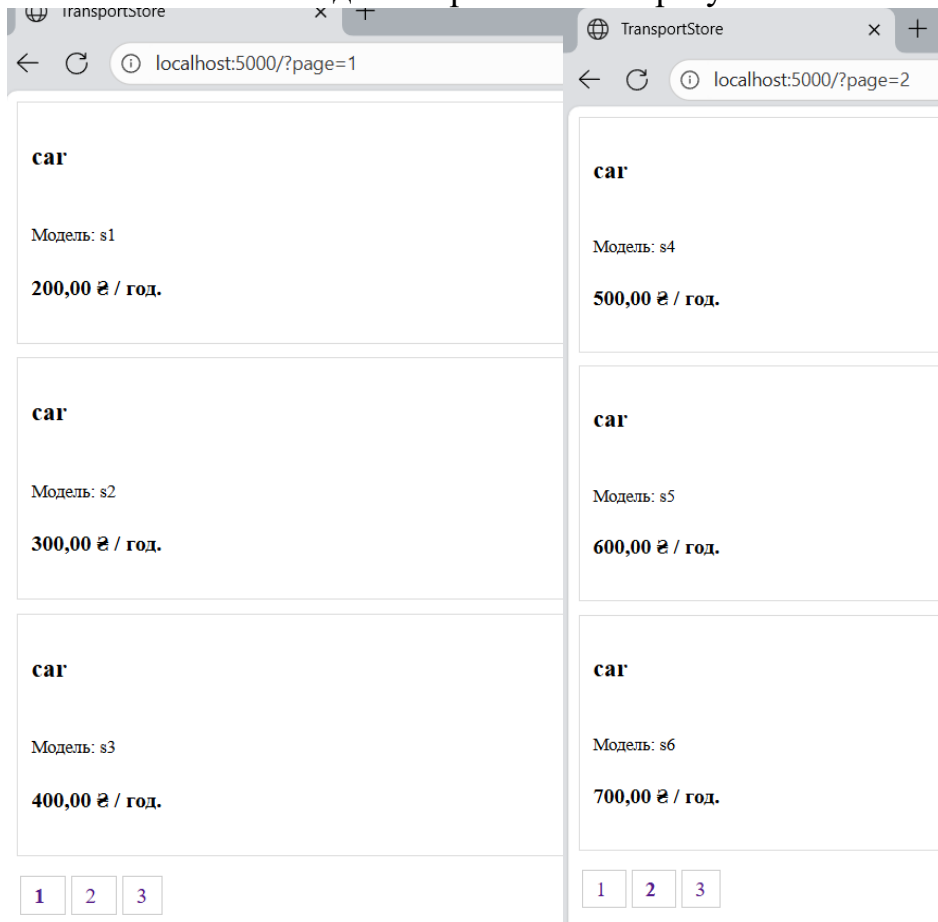 TransportStore
localhost:5000/?page=1
car
Модель: s1
200,00 ₴ / год.
car
Модель: s2
300,00 ₴ / год.
car
Модель: s3
400,00 ₴ / год.
1 2 3
TransportStore
localhost:5000/?page=2
car
Модель: s4
500,00 ₴ / год.
car
Модель: s5
600,00 ₴ / год.
car
Модель: s6
700,00 ₴ / год.
1 2 3